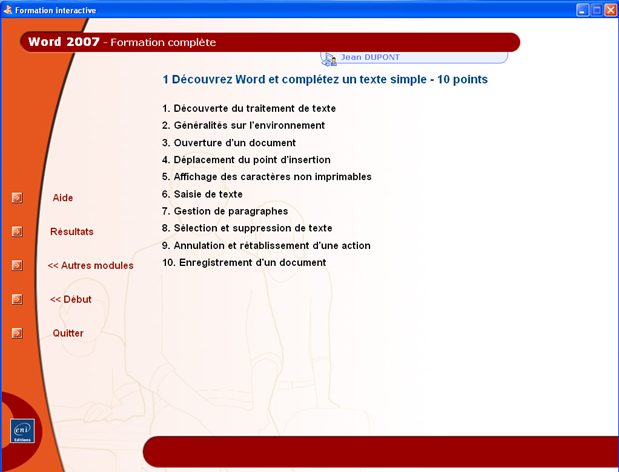 Formation interactive
Word 2007 - Formation complète
Jean DUPONT
1 Découvrez Word et complétez un texte simple - 10 points
1. Découverte du traitement de texte
2. Généralités sur l'environnement
3. Ouverture d'un document
4. Déplacement du point d'insertion
5. Affichage des caractères non imprimables
6. Saisie de texte
7. Gestion de paragraphes
8. Sélection et suppression de texte
9. Annulation et rétablissement d'une action
10. Enregistrement d'un document
Aide
Résultats
<< Autres modules
<< Début
Quitter
eni
Editions